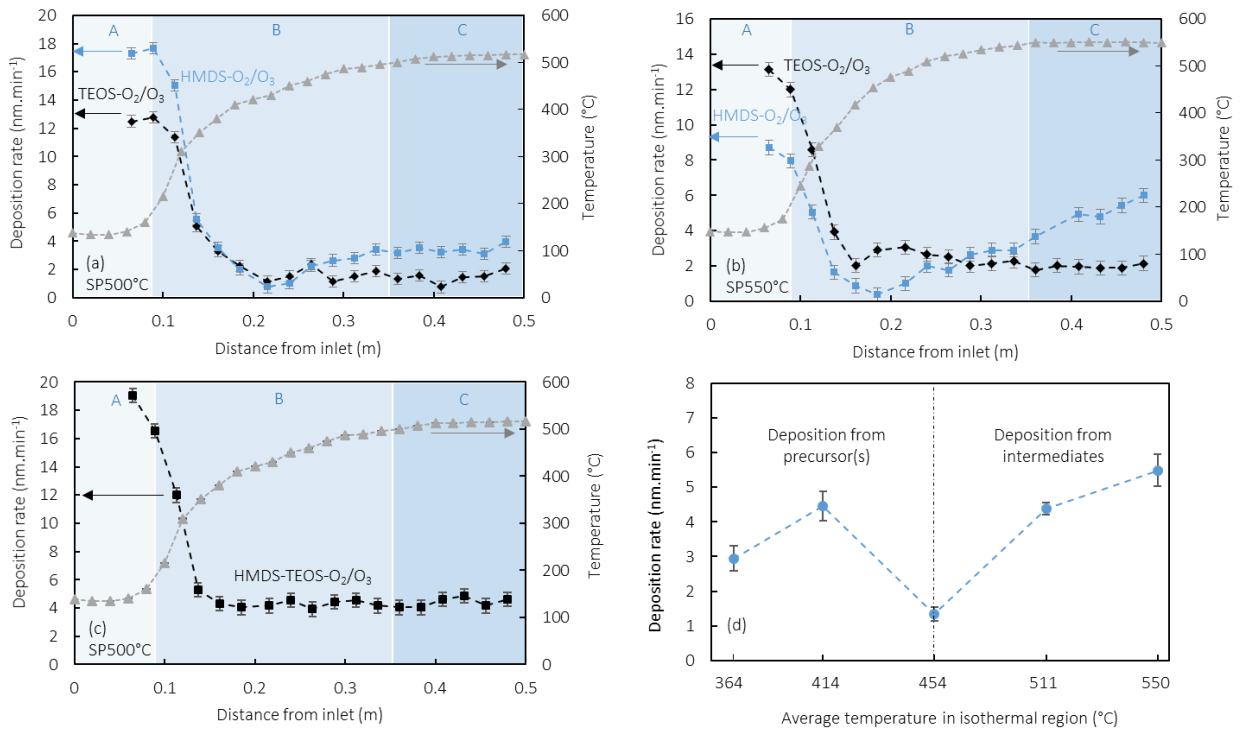 A
B
C
Deposition rate (nm.min⁻¹)
20
18
16
14
12
10
8
6
4
2
0
HMDS-O₂/O₃
TEOS-O₂/O₃
(a)
SP500°C
600
500
400
300
200
100
0
Temperature (°C)
0 0.1 0.2 0.3 0.4 0.5
Distance from inlet (m)
A
B
C
Deposition rate (nm.min⁻¹)
16
14
12
10
8
6
4
2
0
TEOS-O₂/O₃
HMDS-O₂/O₃
(b)
SP550°C
600
500
400
300
200
100
0
Temperature (°C)
0 0.1 0.2 0.3 0.4 0.5
Distance from inlet (m)
A
B
C
Deposition rate (nm.min⁻¹)
20
18
16
14
12
10
8
6
4
2
0
HMDS-TEOS-O₂/O₃
(c)
SP500°C
600
500
400
300
200
100
0
Temperature (°C)
0 0.1 0.2 0.3 0.4 0.5
Distance from inlet (m)
Deposition rate (nm.min⁻¹)
8
7
6
5
4
3
2
1
0
Deposition from
precursor(s)
Deposition from
intermediates
(d)
364 414 454 511 550
Average temperature in isothermal region (°C)